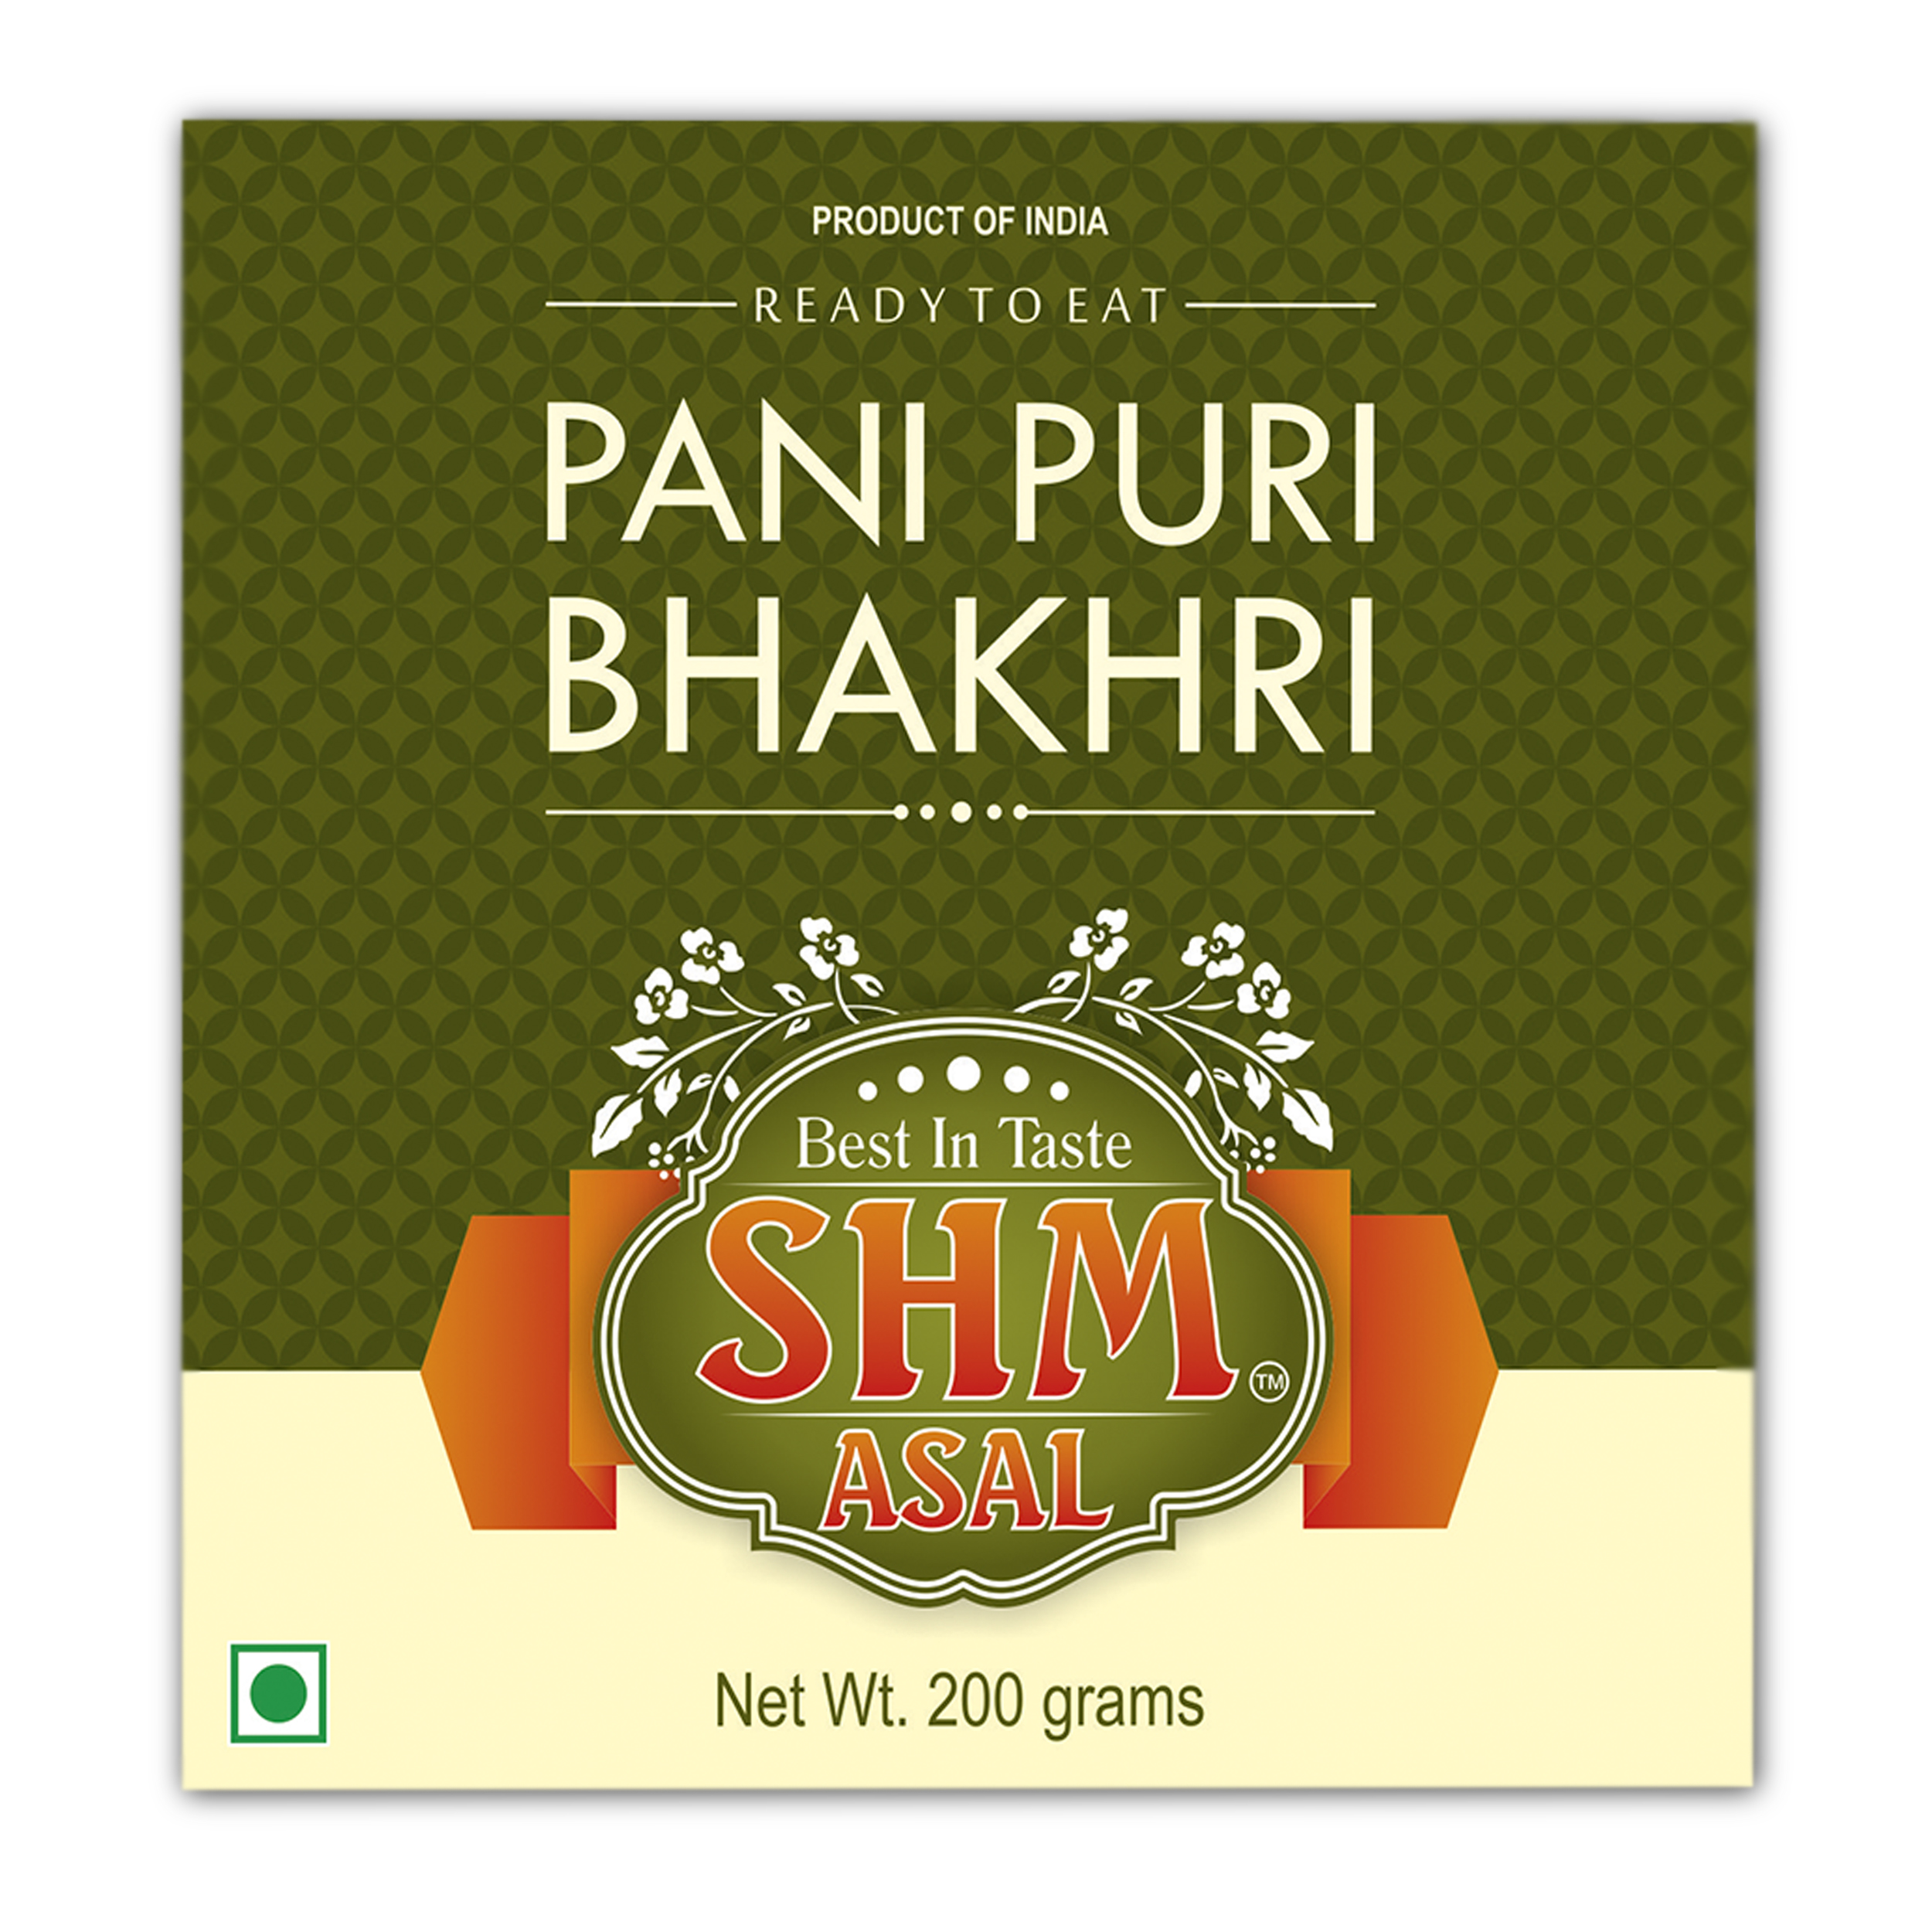 PRODUCT OF INDIA
READY TO EAT
PANI PURI
BHAKHRI
Best In Taste
SHM
TM
ASAL
Net Wt. 200 grams